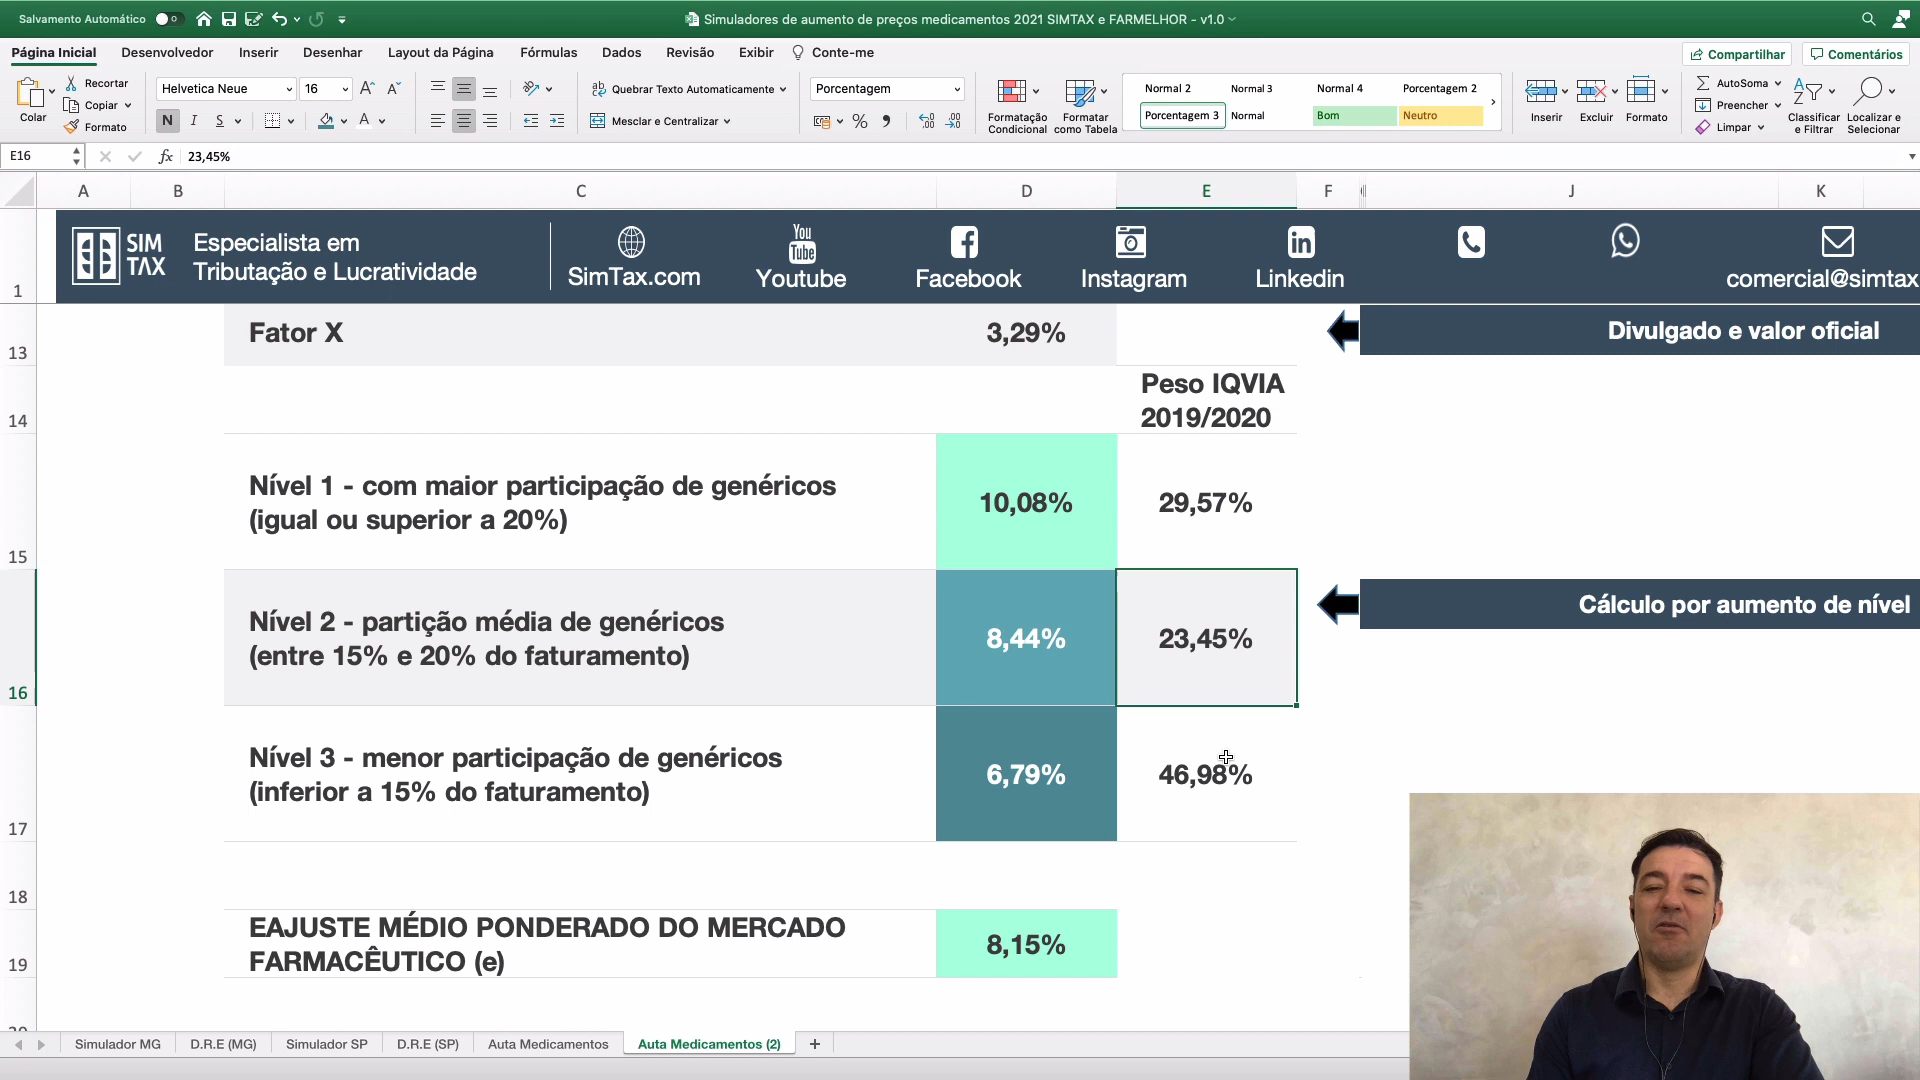 Salvamento Automático
Simuladores de aumento de preços medicamentos 2021 SIMTAX e FARMELHOR - v1.0
Página Inicial
Desenvolvedor
Inserir
Desenhar
Layout da Página
Fórmulas
Dados
Revisão
Exibir
Conte-me
Compartilhar
Comentários
Colar
Recortar
Copiar
Formato
Helvetica Neue
16
N
I
S
Quebrar Texto Automaticamente
Mesclar e Centralizar
Porcentagem
Formatação
Condicional
Formatar
como Tabela
Normal 2
Normal 3
Normal 4
Porcentagem 2
Porcentagem 3
Normal
Bom
Neutro
Inserir
Excluir
Formato
AutoSoma
Preencher
Limpar
Classificar
e Filtrar
Localizar e
Selecionar
E16
fx
23,45%
A B C D E F J K
1
SIM
TAX
Especialista em
Tributação e Lucratividade
SimTax.com
You
Tube
Youtube
Facebook
Instagram
in
Linkedin
comercial@simtax
13
Fator X
3,29%
Divulgado e valor oficial
14
Peso IQVIA
2019/2020
15
Nível 1 - com maior participação de genéricos
(igual ou superior a 20%)
10,08%
29,57%
16
Nível 2 - partição média de genéricos
(entre 15% e 20% do faturamento)
8,44%
23,45%
Cálculo por aumento de nível
17
Nível 3 - menor participação de genéricos
(inferior a 15% do faturamento)
6,79%
46,98%
18
19
EAJUSTE MÉDIO PONDERADO DO MERCADO
FARMACÊUTICO (e)
8,15%
Simulador MG
D.R.E (MG)
Simulador SP
D.R.E (SP)
Auta Medicamentos
Auta Medicamentos (2)